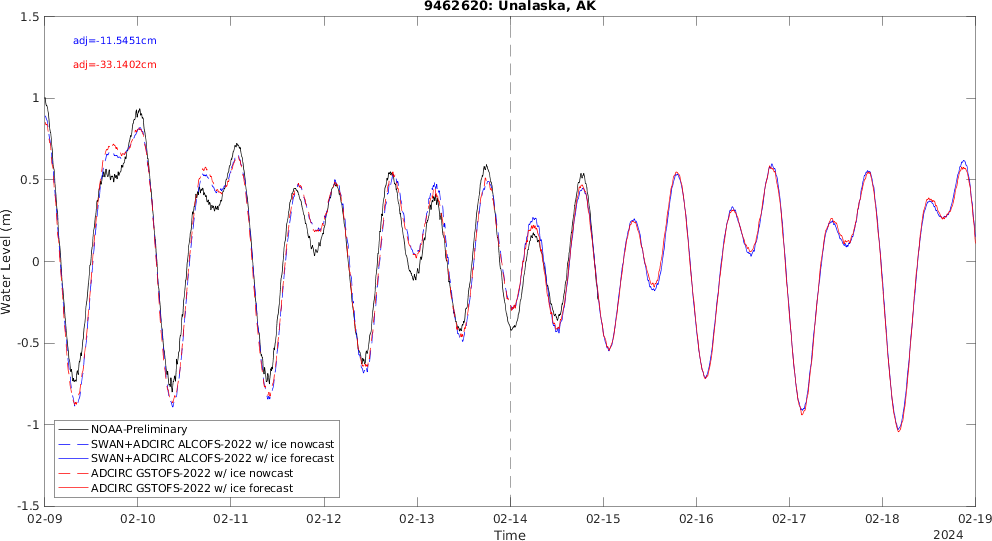 9462620: Unalaska, AK
1.5
adj=-11.5451cm
adj=-33.1402cm
1
0.5
0
-0.5
-1
-1.5
Water Level (m)
NOAA-Preliminary
SWAN+ADCIRC ALCOFS-2022 w/ ice nowcast
SWAN+ADCIRC ALCOFS-2022 w/ ice forecast
ADCIRC GSTOFS-2022 w/ ice nowcast
ADCIRC GSTOFS-2022 w/ ice forecast
02-09 02-10 02-11 02-12 02-13 02-14 02-15 02-16 02-17 02-18 02-19
Time
2024